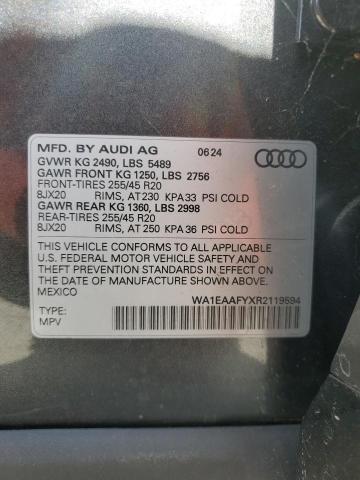 MFD. BY AUDI AG 06 24
GVWR KG 2490, LBS 5489
GAWR FRONT KG 1250, LBS 2756
FRONT-TIRES 255/45 R20
8JX20 RIMS, AT 230 KPA 33 PSI COLD
GAWR REAR KG 1360, LBS 2998
REAR-TIRES 255/45 R20
8JX20 RIMS, AT 250 KPA 36 PSI COLD
THIS VEHICLE CONFORMS TO ALL APPLICABLE
U.S. FEDERAL MOTOR VEHICLE SAFETY AND
THEFT PREVENTION STANDARDS IN EFFECT ON
THE DATE OF MANUFACTURE SHOWN ABOVE.
MEXICO
WA1EAAFYXR2119594
TYPE:
MPV